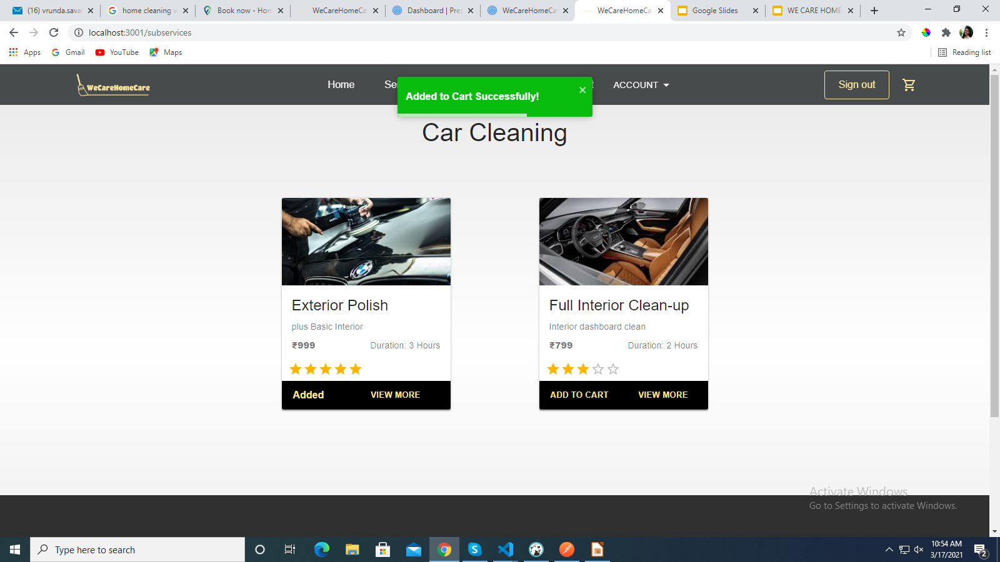 (16) vrunda.sava
home cleaning w
Book now - Hom
WeCareHomeCa
Dashboard | Prez
WeCareHomeCa
WeCareHomeCa
Google Slides
WE CARE HOME
localhost:3001/subservices
Apps
Gmail
YouTube
Maps
Reading list
WeCareHomeCare
Home
Se
t
ACCOUNT
Sign out
Added to Cart Successfully!
Car Cleaning
Exterior Polish
plus Basic Interior
₹999
Duration: 3 Hours
Added
VIEW MORE
Full Interior Clean-up
Interior dashboard clean
₹799
Duration: 2 Hours
ADD TO CART
VIEW MORE
Activate Windows
Go to Settings to activate Windows.
Type here to search
10:54 AM
3/17/2021
2